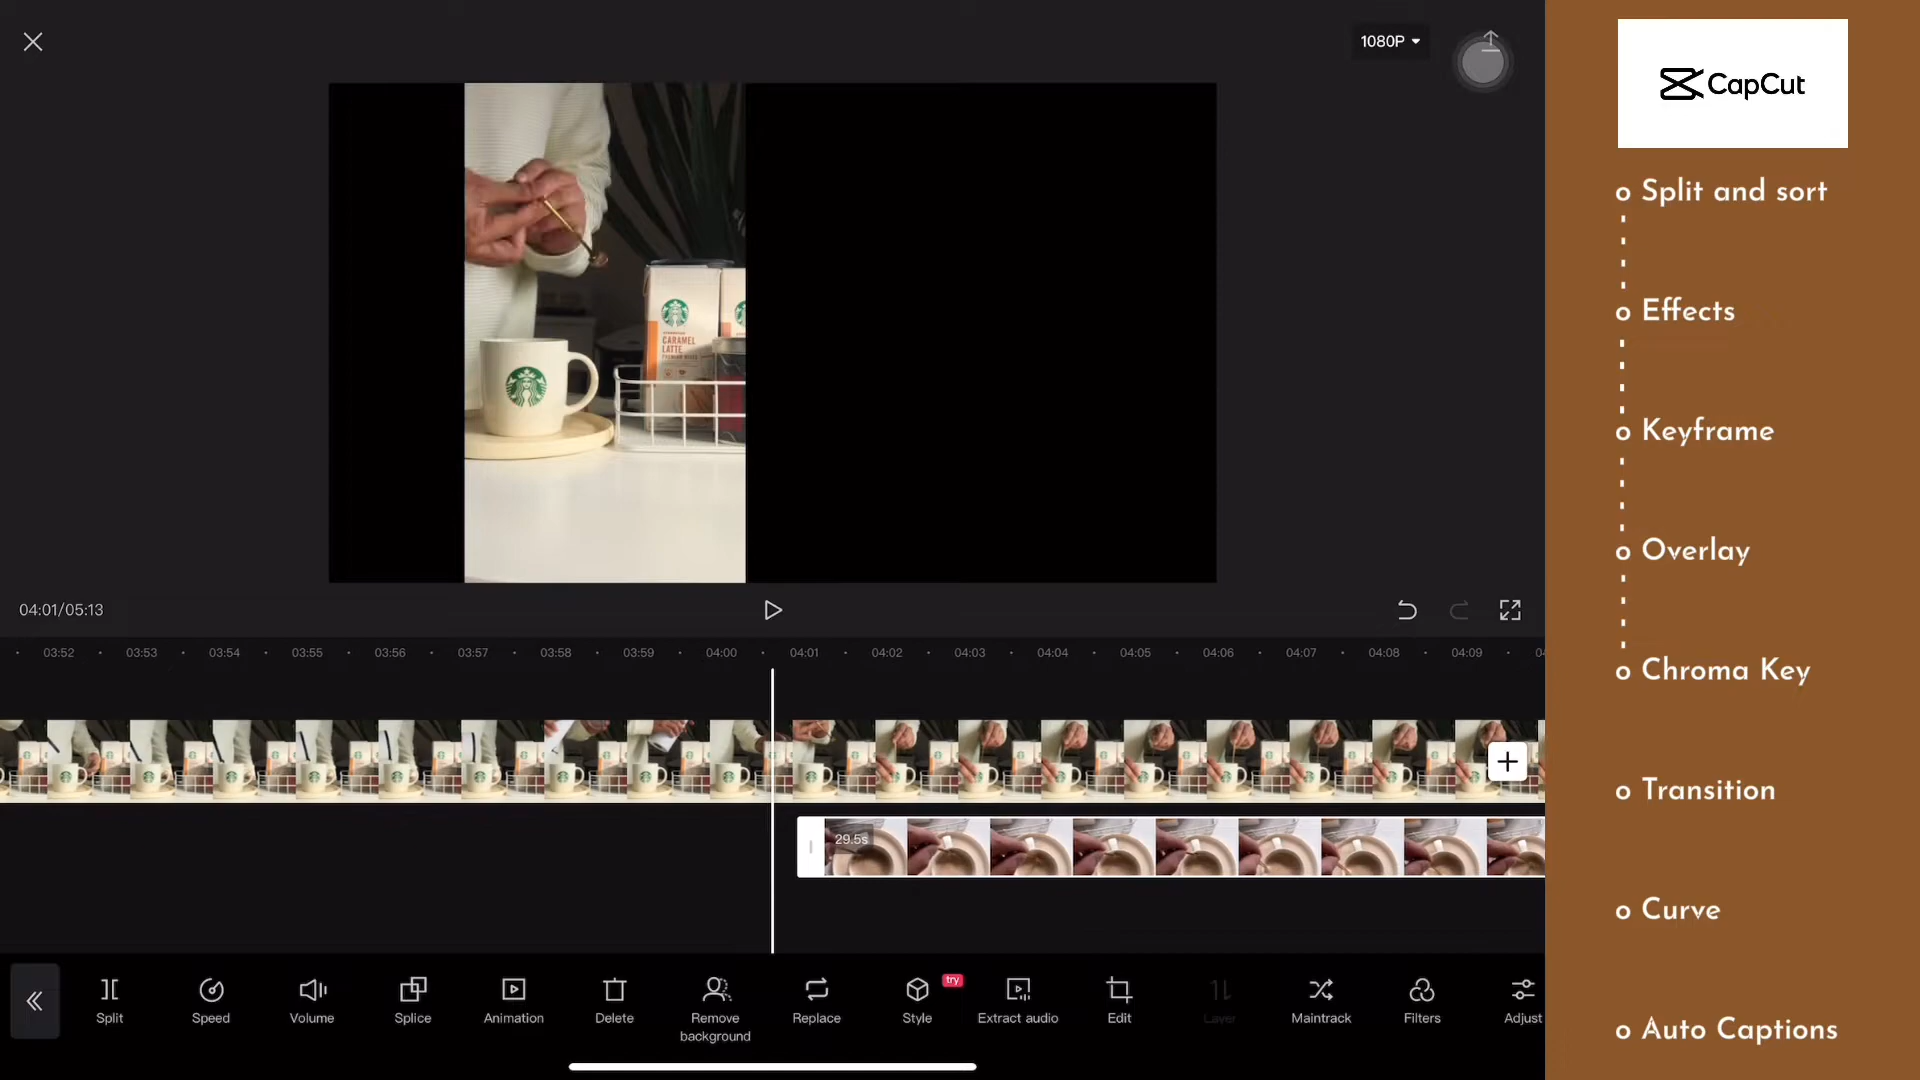 1080P
CapCut
Split and sort
Effects
Keyframe
Overlay
Chroma Key
Transition
Curve
Auto Captions
CARAMEL
LATTE
04:01/05:13
03:52 03:53 03:54 03:55 03:56 03:57 03:58 03:59 04:00 04:01 04:02 04:03 04:04 04:05 04:06 04:07 04:08 04:09
29.5s
try
Split
Speed
Volume
Splice
Animation
Delete
Remove
background
Replace
Style
Extract audio
Edit
Layer
Maintrack
Filters
Adjust